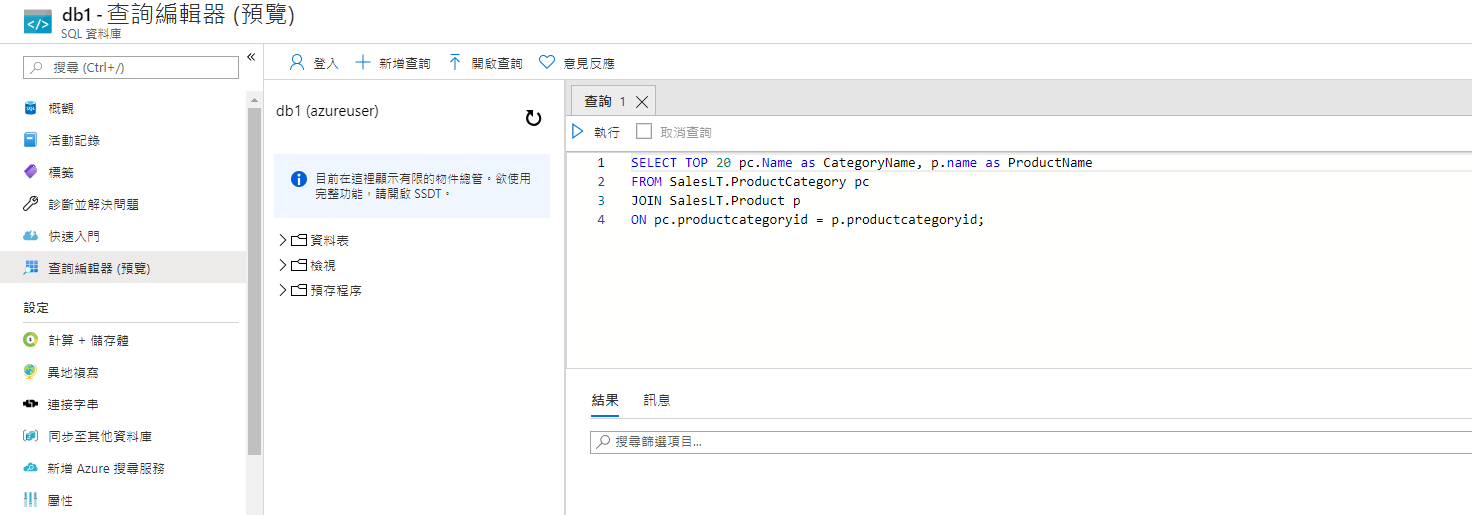 db1 - 查詢編輯器 (預覽)
SQL 資料庫
搜尋 (Ctrl+/)
«
概觀
活動記錄
標籤
診斷並解決問題
快速入門
查詢編輯器 (預覽)
設定
計算 + 儲存體
異地複寫
連接字串
同步至其他資料庫
新增 Azure 搜尋服務
屬性
登入 新增查詢 開啟查詢 意見反應
db1 (azureuser)
目前在這裡顯示有限的物件總管。欲使用
完整功能，請開啟 SSDT。
資料表
檢視
預存程序
查詢 1
執行 取消查詢
1 SELECT TOP 20 pc.Name as CategoryName, p.name as ProductName
2 FROM SalesLT.ProductCategory pc
3 JOIN SalesLT.Product p
4 ON pc.productcategoryid = p.productcategoryid;
結果 訊息
搜尋篩選項目...